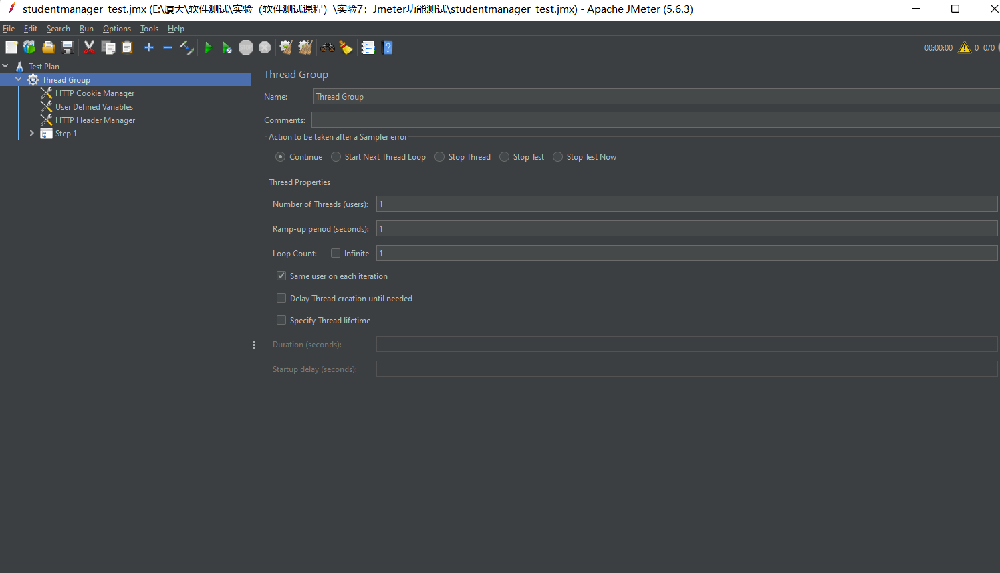 studentmanager_test.jmx (E:\厦大\软件测试\实验（软件测试课程）\实验7：Jmeter功能测试\studentmanager_test.jmx) - Apache JMeter (5.6.3)
File Edit Search Run Options Tools Help
00:00:00 0 0/0
Test Plan
Thread Group
HTTP Cookie Manager
User Defined Variables
HTTP Header Manager
Step 1
Thread Group
Name: Thread Group
Comments:
Action to be taken after a Sampler error
Continue Start Next Thread Loop Stop Thread Stop Test Stop Test Now
Thread Properties
Number of Threads (users): 1
Ramp-up period (seconds): 1
Loop Count: Infinite 1
Same user on each iteration
Delay Thread creation until needed
Specify Thread lifetime
Duration (seconds):
Startup delay (seconds):